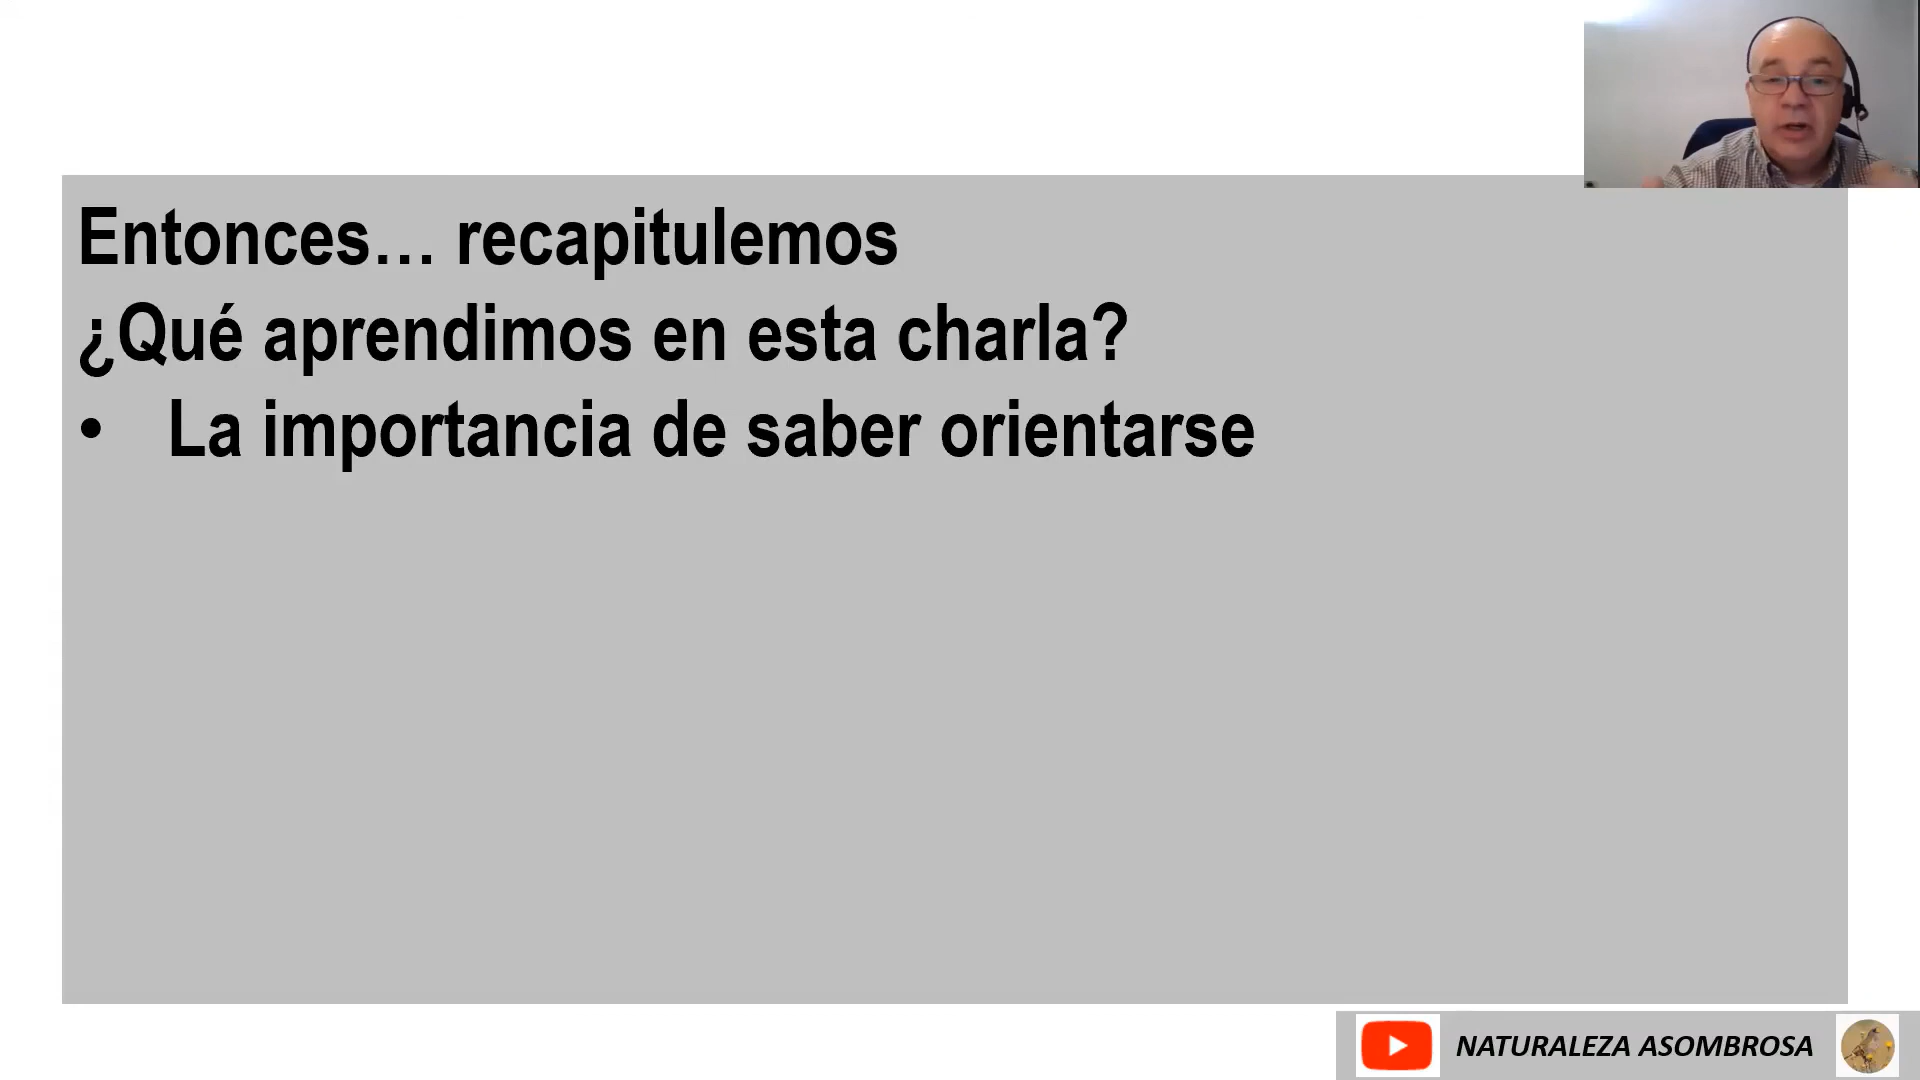 Entonces… recapitulemos
¿Qué aprendimos en esta charla?
• La importancia de saber orientarse
NATURALEZA ASOMBROSA